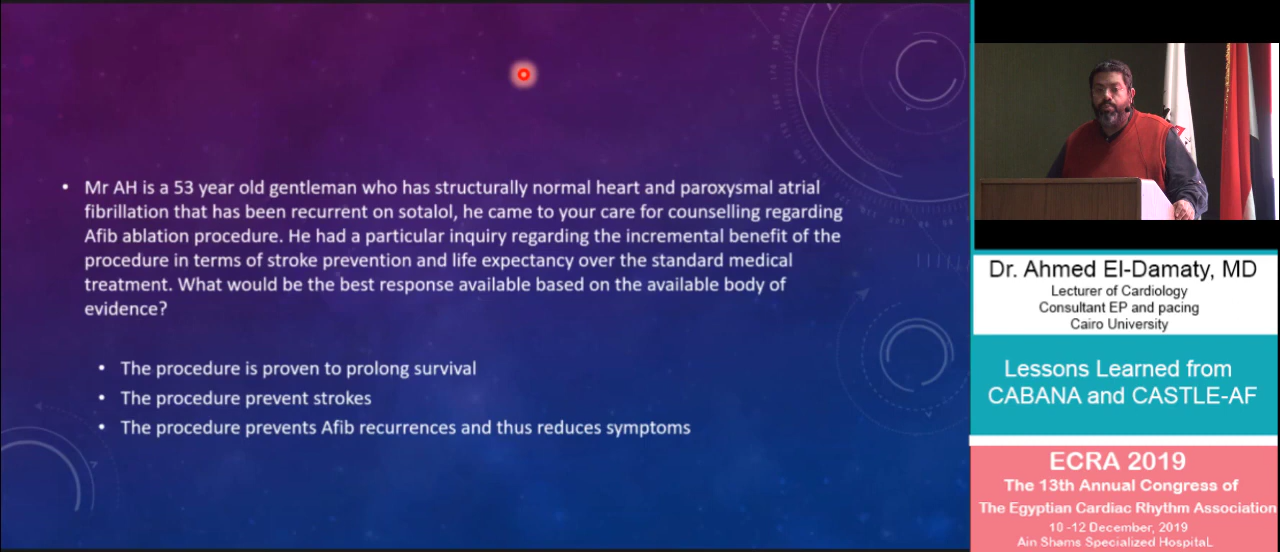 • Mr AH is a 53 year old gentleman who has structurally normal heart and paroxysmal atrial
fibrillation that has been recurrent on sotalol, he came to your care for counselling regarding
Afib ablation procedure. He had a particular inquiry regarding the incremental benefit of the
procedure in terms of stroke prevention and life expectancy over the standard medical
treatment. What would be the best response available based on the available body of
evidence?
• The procedure is proven to prolong survival
• The procedure prevent strokes
• The procedure prevents Afib recurrences and thus reduces symptoms
Dr. Ahmed El-Damaty, MD
Lecturer of Cardiology
Consultant EP and pacing
Cairo University
Lessons Learned from
CABANA and CASTLE-AF
ECRA 2019
The 13th Annual Congress of
The Egyptian Cardiac Rhythm Association
10 -12 December, 2019
Ain Shams Specialized HospitaL